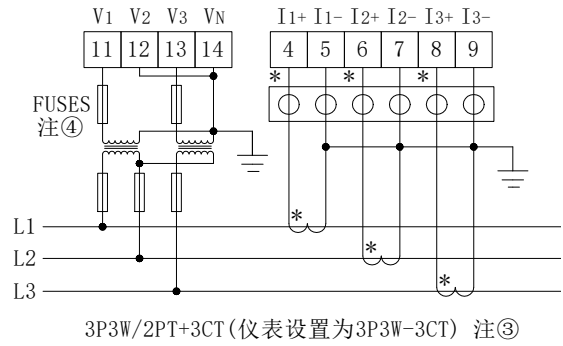 V1 V2 V3 VN I1+ I1- I2+ I2- I3+ I3-
11 12 13 14 4 5 6 7 8 9
* * *
FUSES
注④
* 
L1
*
L2
*
L3
3P3W/2PT+3CT(仪表设置为3P3W-3CT) 注③